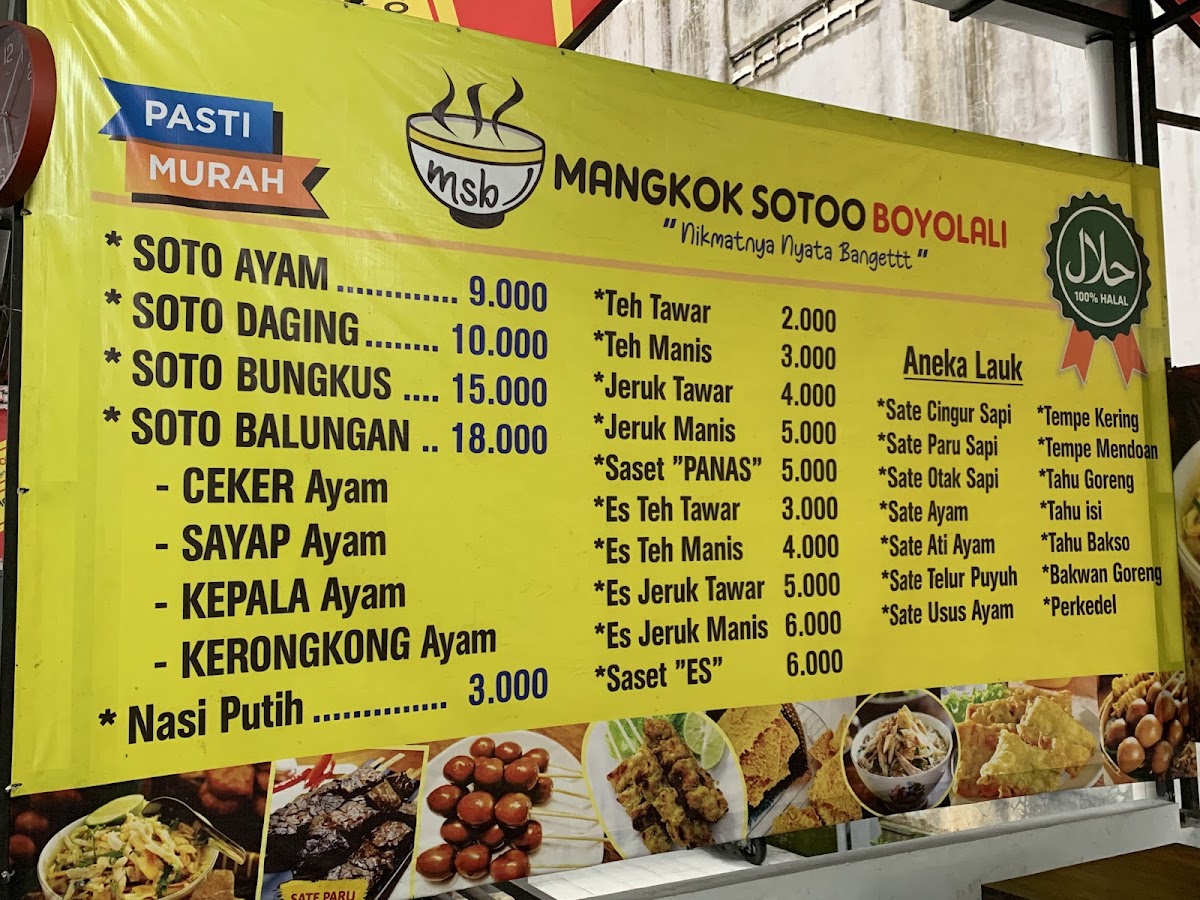 12
PASTI
MURAH
msb
MANGKOK SOTOO BOYOLALI
"Nikmatnya Nyata Bangettt"
حلال
100% HALAL
* SOTO AYAM ............. 9.000
* SOTO DAGING ........ 10.000
* SOTO BUNGKUS .... 15.000
* SOTO BALUNGAN .. 18.000
- CEKER Ayam
- SAYAP Ayam
- KEPALA Ayam
- KERONGKONG Ayam
* Nasi Putih .............. 3.000
*Teh Tawar 2.000
*Teh Manis 3.000
*Jeruk Tawar 4.000
*Jeruk Manis 5.000
*Saset "PANAS" 5.000
*Es Teh Tawar 3.000
*Es Teh Manis 4.000
*Es Jeruk Tawar 5.000
*Es Jeruk Manis 6.000
*Saset "ES" 6.000
Aneka Lauk
*Sate Cingur Sapi
*Sate Paru Sapi
*Sate Otak Sapi
*Sate Ayam
*Sate Ati Ayam
*Sate Telur Puyuh
*Sate Usus Ayam
*Tempe Kering
*Tempe Mendoan
*Tahu Goreng
*Tahu isi
*Tahu Bakso
*Bakwan Goreng
*Perkedel
SATE PARU